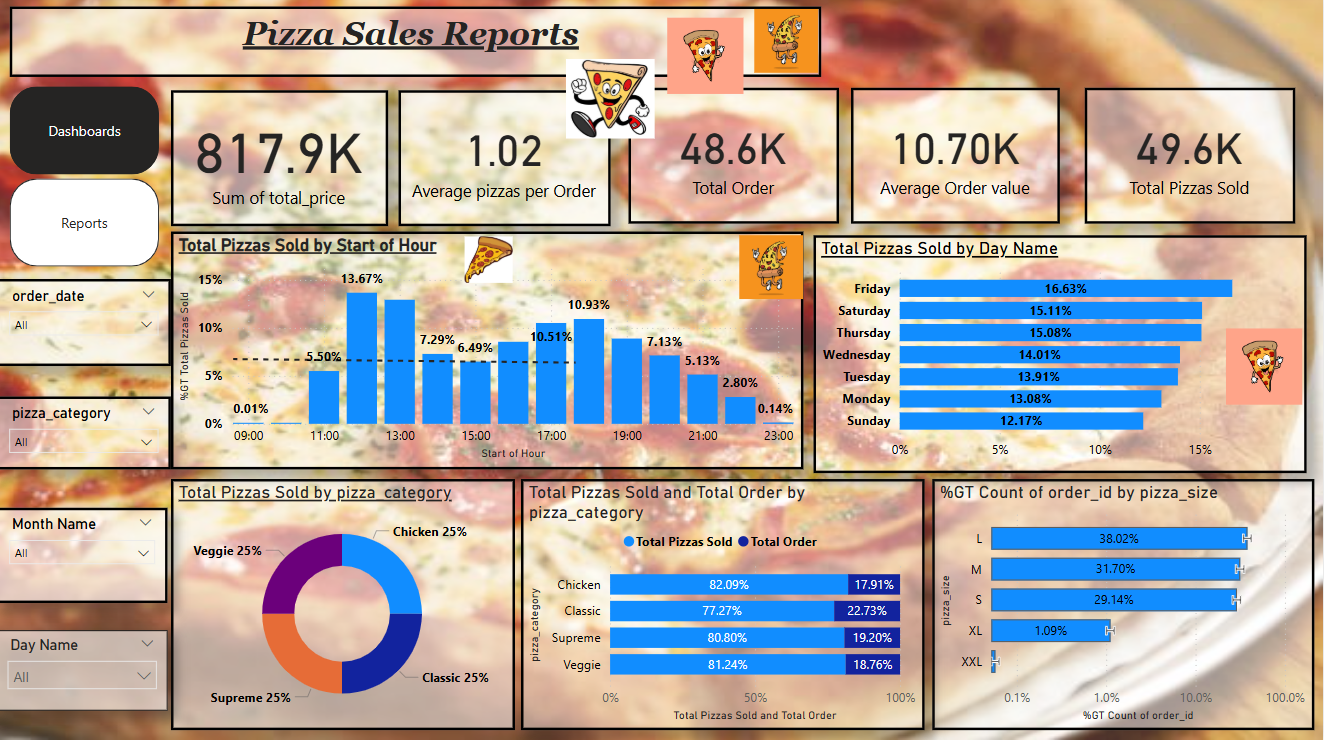 Pizza Sales Reports
Dashboards
Reports
order_date
All
pizza_category
All
Month Name
All
Day Name
All
817.9K
Sum of total_price
1.02
Average pizzas per Order
48.6K
Total Order
10.70K
Average Order value
49.6K
Total Pizzas Sold
Total Pizzas Sold by Start of Hour
%GT Total Pizzas Sold
15%
10%
5%
0%
0.01%
5.50%
13.67%
7.29%
6.49%
10.51%
10.93%
7.13%
5.13%
2.80%
0.14%
09:00 11:00 13:00 15:00 17:00 19:00 21:00 23:00
Start of Hour
Total Pizzas Sold by Day Name
Friday 16.63%
Saturday 15.11%
Thursday 15.08%
Wednesday 14.01%
Tuesday 13.91%
Monday 13.08%
Sunday 12.17%
0% 5% 10% 15%
Total Pizzas Sold by pizza_category
Chicken 25%
Veggie 25%
Classic 25%
Supreme 25%
Total Pizzas Sold and Total Order by
pizza_category
Total Pizzas Sold Total Order
pizza_category
Chicken 82.09% 17.91%
Classic 77.27% 22.73%
Supreme 80.80% 19.20%
Veggie 81.24% 18.76%
0% 50% 100%
Total Pizzas Sold and Total Order
%GT Count of order_id by pizza_size
pizza_size
L 38.02%
M 31.70%
S 29.14%
XL 1.09%
XXL
0.1% 1.0% 10.0% 100.0%
%GT Count of order_id